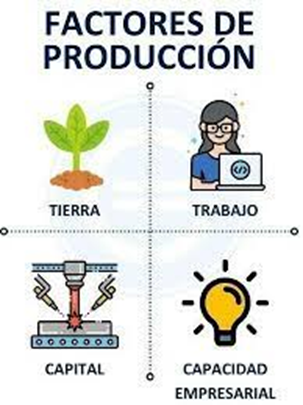 FACTORES DE
PRODUCCIÓN
TIERRA
TRABAJO
CAPITAL
CAPACIDAD
EMPRESARIAL